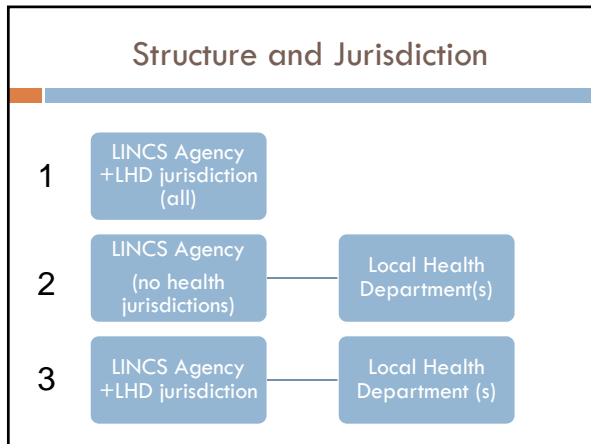 Structure and Jurisdiction
1
LINCS Agency
+LHD jurisdiction
(all)
2
LINCS Agency
(no health
jurisdictions)
Local Health
Department(s)
3
LINCS Agency
+LHD jurisdiction
Local Health
Department (s)